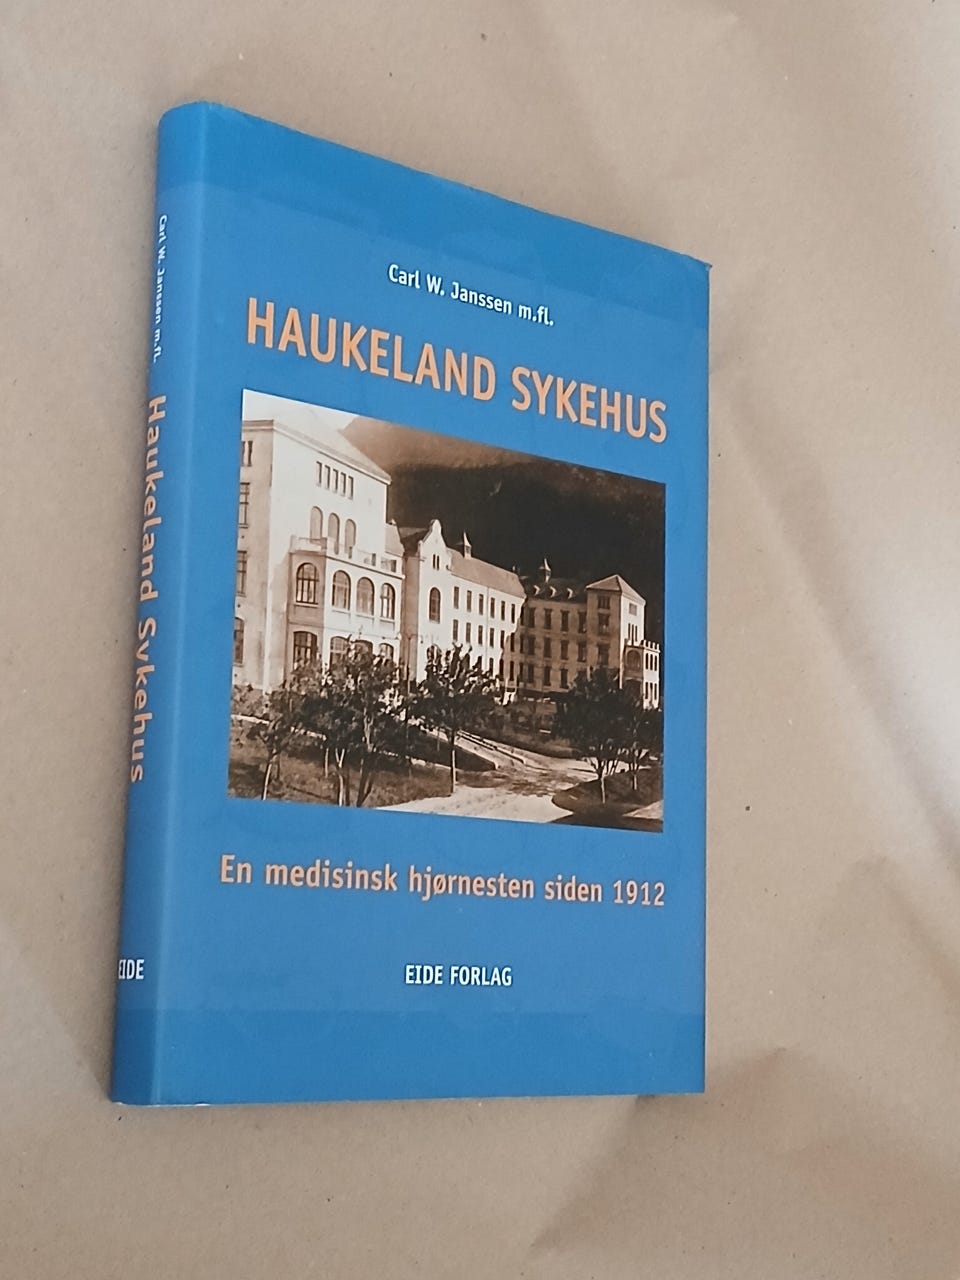 Carl W. Janssen m.fl.
HAUKELAND SYKEHUS
En medisinsk hjørnesten siden 1912
EIDE FORLAG
Carl W. Janssen m.fl.
Haukeland Sykehus
EIDE